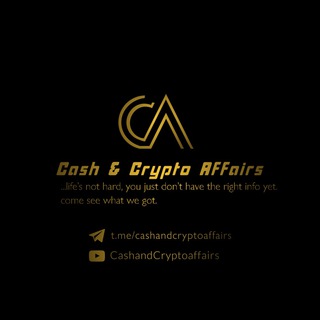 CA
Cash & Crypto Affairs
...life's not hard, you just don't have the right info yet.
come see what we got.
t.me/cashandcryptoaffairs
CashandCryptoaffairs